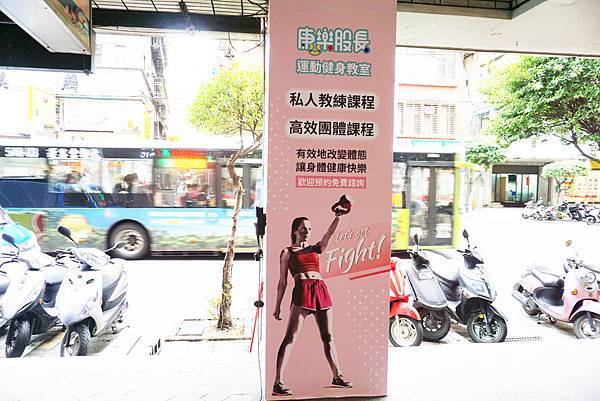 康樂股長
運動健身教室
私人教練課程
高效團體課程
有效地改變體態
讓身體健康快樂
歡迎預約免費諮詢
Let's get
Fight!